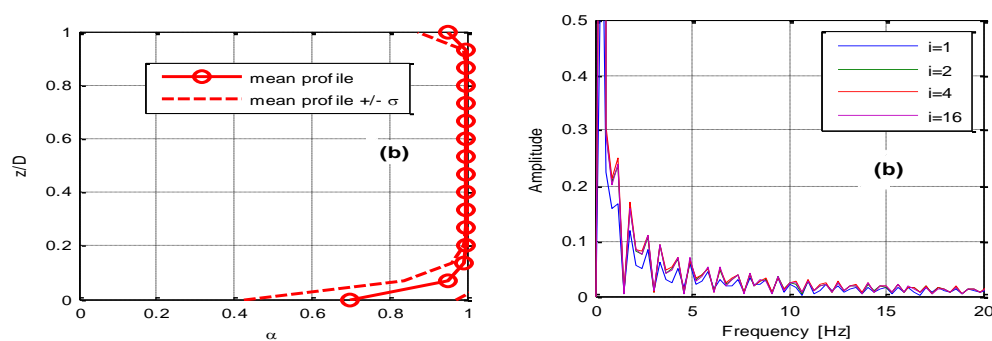 1
0.8
0.6
0.4
0.2
0
z/D
mean profile
mean profile +/- σ
(b)
0 0.2 0.4 0.6 0.8 1
α
0.5
0.4
0.3
0.2
0.1
0
Amplitude
i=1
i=2
i=4
i=16
(b)
0 5 10 15 20
Frequency [Hz]